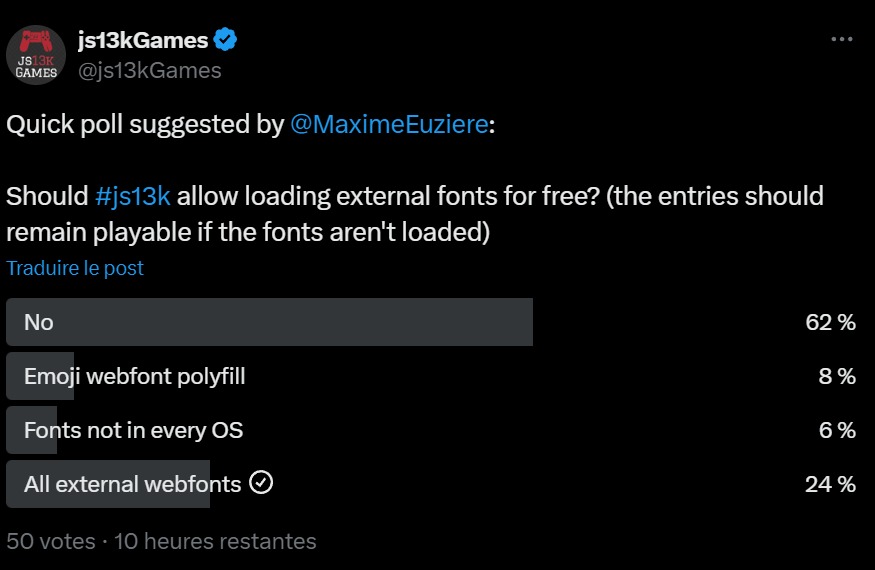 JS13K
GAMES
js13kGames
@js13kGames
Quick poll suggested by @MaximeEuziere:
Should #js13k allow loading external fonts for free? (the entries should
remain playable if the fonts aren't loaded)
Traduire le post
No 62 %
Emoji webfont polyfill 8 %
Fonts not in every OS 6 %
All external webfonts 24 %
50 votes · 10 heures restantes